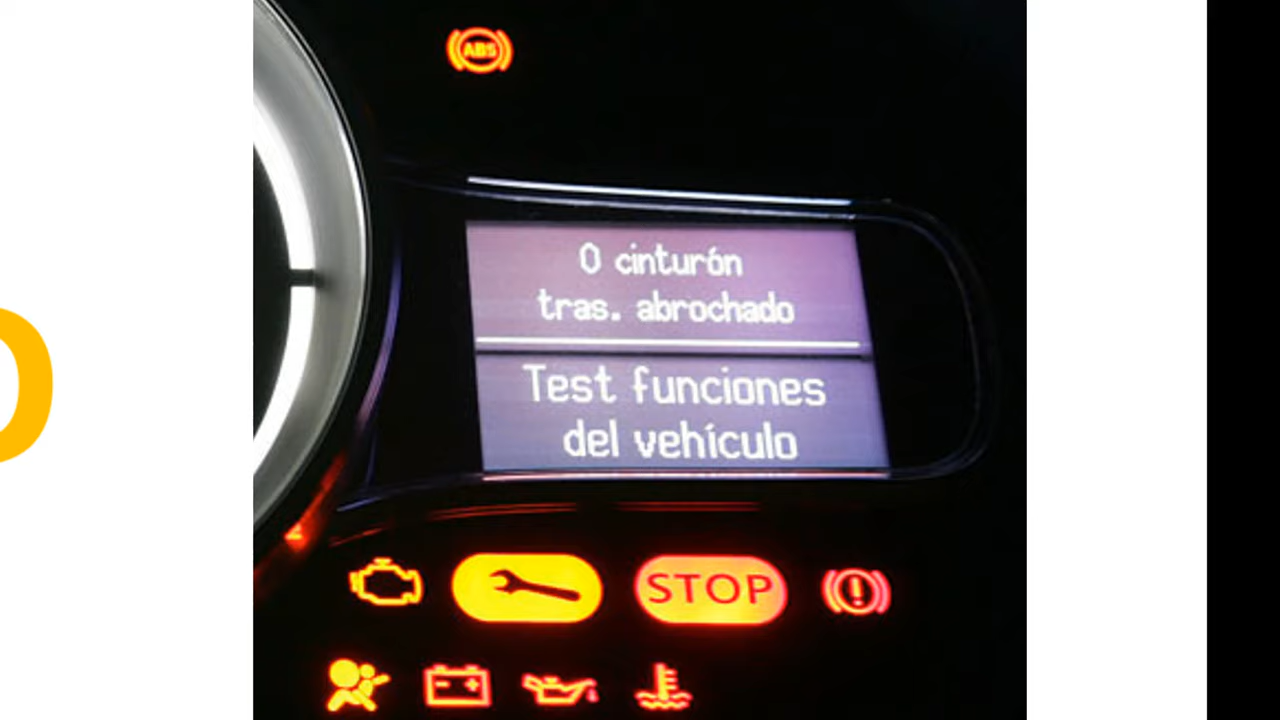 ABS
0 cinturón
tras. abrochado
Test funciones
del vehículo
STOP